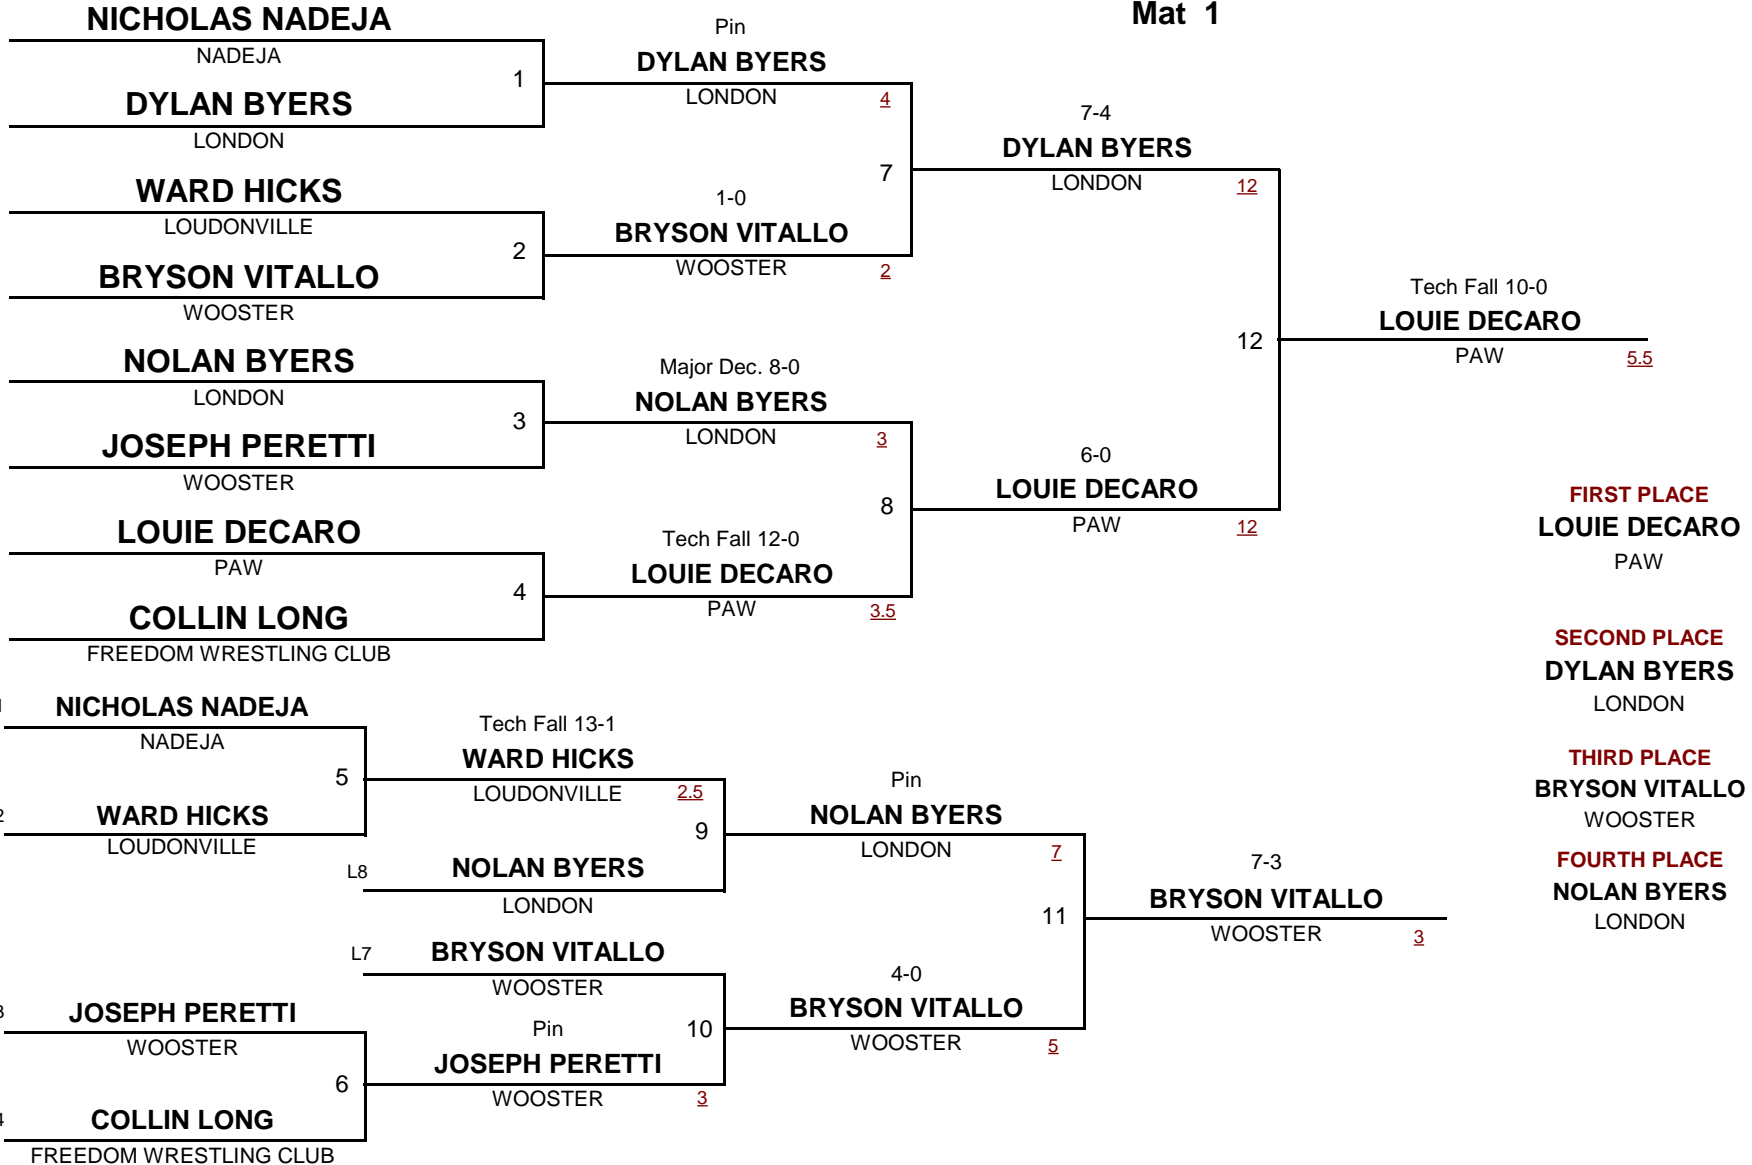 Mat 1
NICHOLAS NADEJA
NADEJA
1
DYLAN BYERS
LONDON
WARD HICKS
LOUDONVILLE
2
BRYSON VITALLO
WOOSTER
NOLAN BYERS
LONDON
3
JOSEPH PERETTI
WOOSTER
LOUIE DECARO
PAW
4
COLLIN LONG
FREEDOM WRESTLING CLUB
Pin
DYLAN BYERS
LONDON 4
7
1-0
BRYSON VITALLO
WOOSTER 2
Major Dec. 8-0
NOLAN BYERS
LONDON 3
8
Tech Fall 12-0
LOUIE DECARO
PAW 3.5
7-4
DYLAN BYERS
LONDON 12
12
6-0
LOUIE DECARO
PAW 12
Tech Fall 10-0
LOUIE DECARO
PAW 5.5
FIRST PLACE
LOUIE DECARO
PAW
SECOND PLACE
DYLAN BYERS
LONDON
THIRD PLACE
BRYSON VITALLO
WOOSTER
FOURTH PLACE
NOLAN BYERS
LONDON
NICHOLAS NADEJA
NADEJA
5
2 WARD HICKS
LOUDONVILLE
3 JOSEPH PERETTI
WOOSTER
6
4 COLLIN LONG
FREEDOM WRESTLING CLUB
Tech Fall 13-1
WARD HICKS
LOUDONVILLE 2.5
9
L8 NOLAN BYERS
LONDON
L7 BRYSON VITALLO
WOOSTER
Pin 10
JOSEPH PERETTI
WOOSTER 3
Pin
NOLAN BYERS
LONDON 7
11
4-0
BRYSON VITALLO
WOOSTER 5
7-3
BRYSON VITALLO
WOOSTER 3